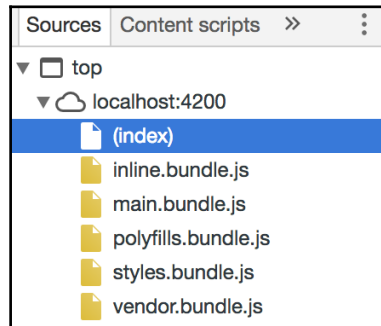 Sources Content scripts »
top
localhost:4200
(index)
inline.bundle.js
main.bundle.js
polyfills.bundle.js
styles.bundle.js
vendor.bundle.js